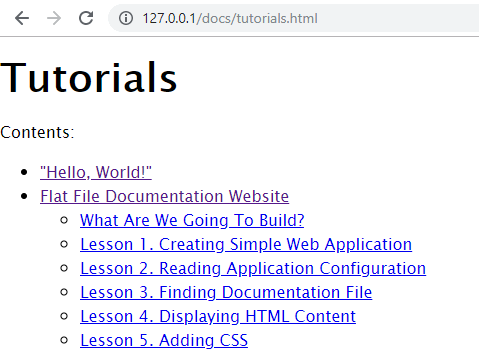 127.0.0.1/docs/tutorials.html
Tutorials
Contents:
"Hello, World!"
Flat File Documentation Website
What Are We Going To Build?
Lesson 1. Creating Simple Web Application
Lesson 2. Reading Application Configuration
Lesson 3. Finding Documentation File
Lesson 4. Displaying HTML Content
Lesson 5. Adding CSS